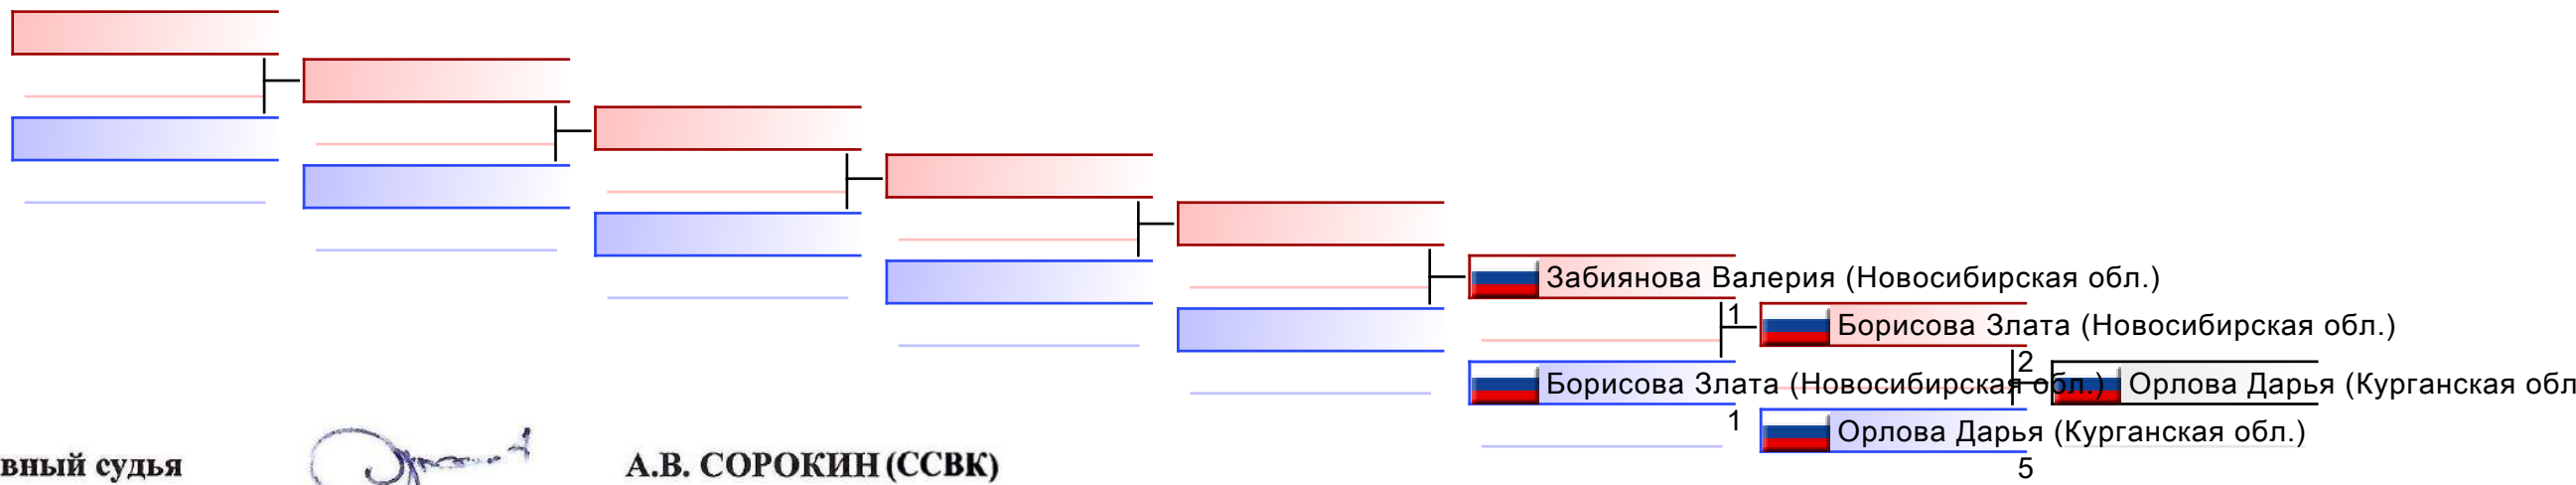 Забиянова Валерия (Новосибирская обл.)
1
Борисова Злата (Новосибирская обл.)
2
Борисова Злата (Новосибирская обл.)
Орлова Дарья (Курганская обл
1
Орлова Дарья (Курганская обл.)
5
вный судья
А.В. СОРОКИН (ССВК)